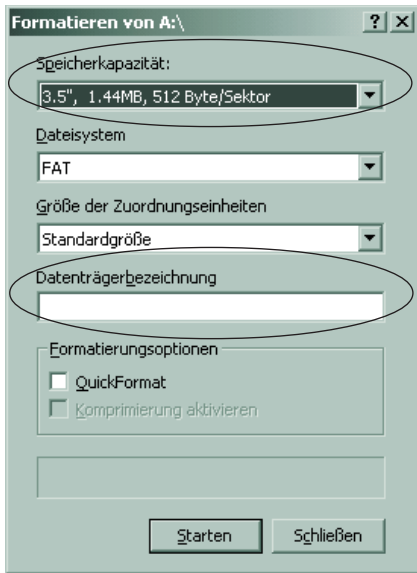 Formatieren von A:\
Speicherkapazität:
3.5", 1.44MB, 512 Byte/Sektor
Dateisystem
FAT
Größe der Zuordnungseinheiten
Standardgröße
Datenträgerbezeichnung
Formatierungsoptionen
QuickFormat
Komprimierung aktivieren
Starten Schließen